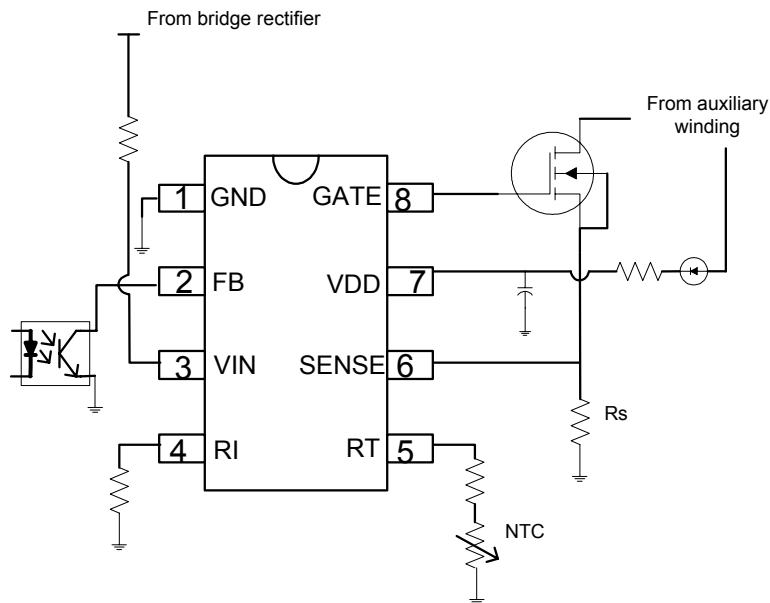 From bridge rectifier
From auxiliary
winding
1 GND GATE 8
2 FB VDD 7
3 VIN SENSE 6
4 RI RT 5
Rs
NTC